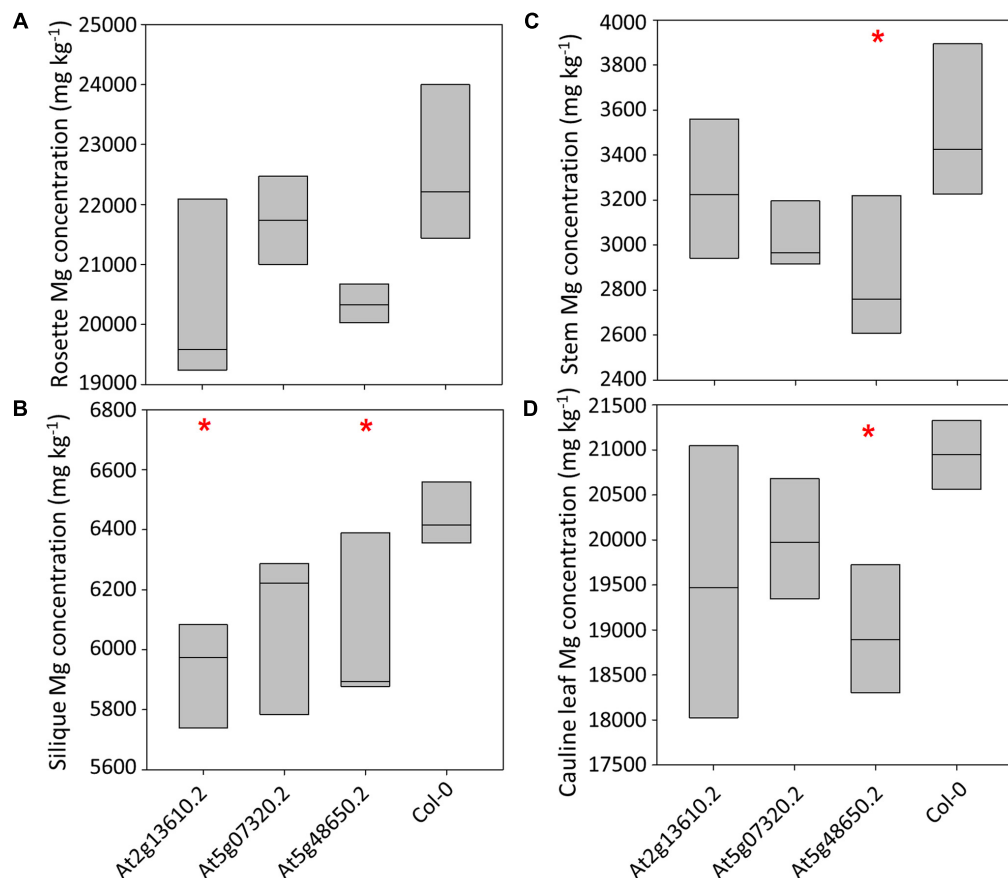 A
Rosette Mg concentration (mg kg⁻¹)
25000
24000
23000
22000
21000
20000
19000
B
Silique Mg concentration (mg kg⁻¹)
6800
6600
6400
6200
6000
5800
5600
*
*
At2g13610.2
At5g07320.2
At5g48650.2
Col-0
C
Stem Mg concentration (mg kg⁻¹)
4000
3800
3600
3400
3200
3000
2800
2600
2400
*
D
Cauline leaf Mg concentration (mg kg⁻¹)
21500
21000
20500
20000
19500
19000
18500
18000
17500
*
At2g13610.2
At5g07320.2
At5g48650.2
Col-0